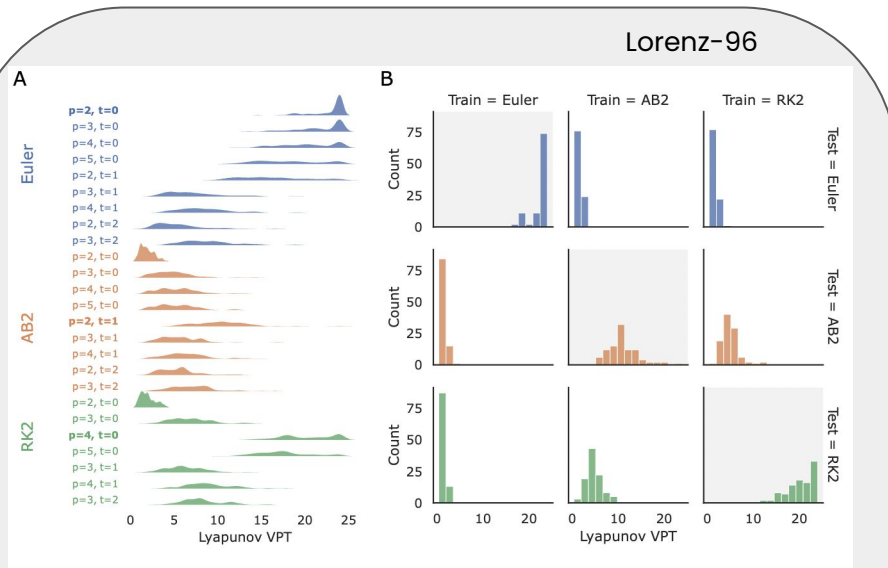 Lorenz-96
A
B
Euler
p=2, t=0
p=3, t=0
p=4, t=0
p=5, t=0
p=2, t=1
p=3, t=1
p=4, t=1
p=2, t=2
p=3, t=2
AB2
p=2, t=0
p=3, t=0
p=4, t=0
p=5, t=0
p=2, t=1
p=3, t=1
p=4, t=1
p=2, t=2
p=3, t=2
RK2
p=2, t=0
p=3, t=0
p=4, t=0
p=5, t=0
p=3, t=1
p=4, t=1
p=3, t=2
0 5 10 15 20 25
Lyapunov VPT
Train = Euler Train = AB2 Train = RK2
Count
75
50
25
0
Test = Euler
Count
75
50
25
0
Test = AB2
Count
75
50
25
0
Test = RK2
0 10 20 0 10 20 0 10 20
Lyapunov VPT